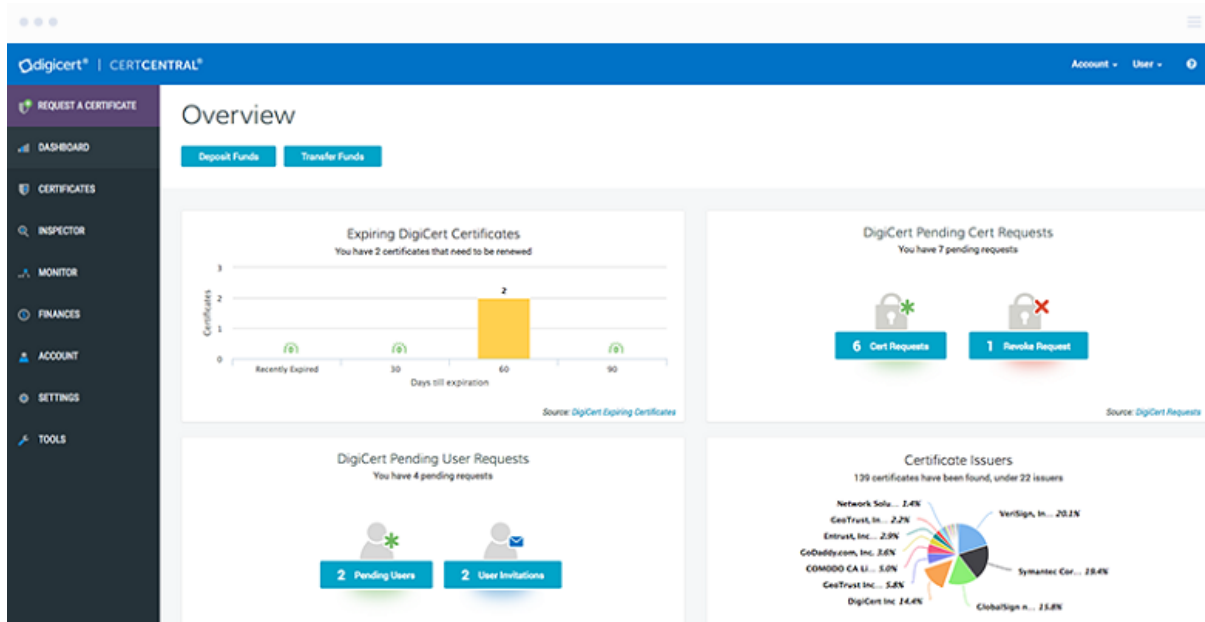 digicert® | CERTCENTRAL®
Account
User
?
REQUEST A CERTIFICATE
DASHBOARD
CERTIFICATES
INSPECTOR
MONITOR
FINANCES
ACCOUNT
SETTINGS
TOOLS
Overview
Deposit Funds
Transfer Funds
Expiring DigiCert Certificates
You have 2 certificates that need to be renewed
Certificates
3
2
1
0
0
0
2
0
Recently Expired
30
60
90
Days till expiration
Source: DigiCert Expiring Certificates
DigiCert Pending Cert Requests
You have 7 pending requests
6 Cert Requests
1 Revoke Request
Source: DigiCert Requests
DigiCert Pending User Requests
You have 4 pending requests
2 Pending Users
2 User Invitations
Certificate Issuers
139 certificates have been found, under 22 issuers
Network Solu... 1.4%
GeoTrust, In... 2.2%
Entrust, Inc... 2.9%
GoDaddy.com, Inc. 3.6%
COMODO CA Li... 5.0%
GeoTrust Inc... 5.8%
DigiCert Inc 14.4%
VeriSign, In... 20.1%
Symantec Cor... 19.4%
GlobalSign n... 15.8%